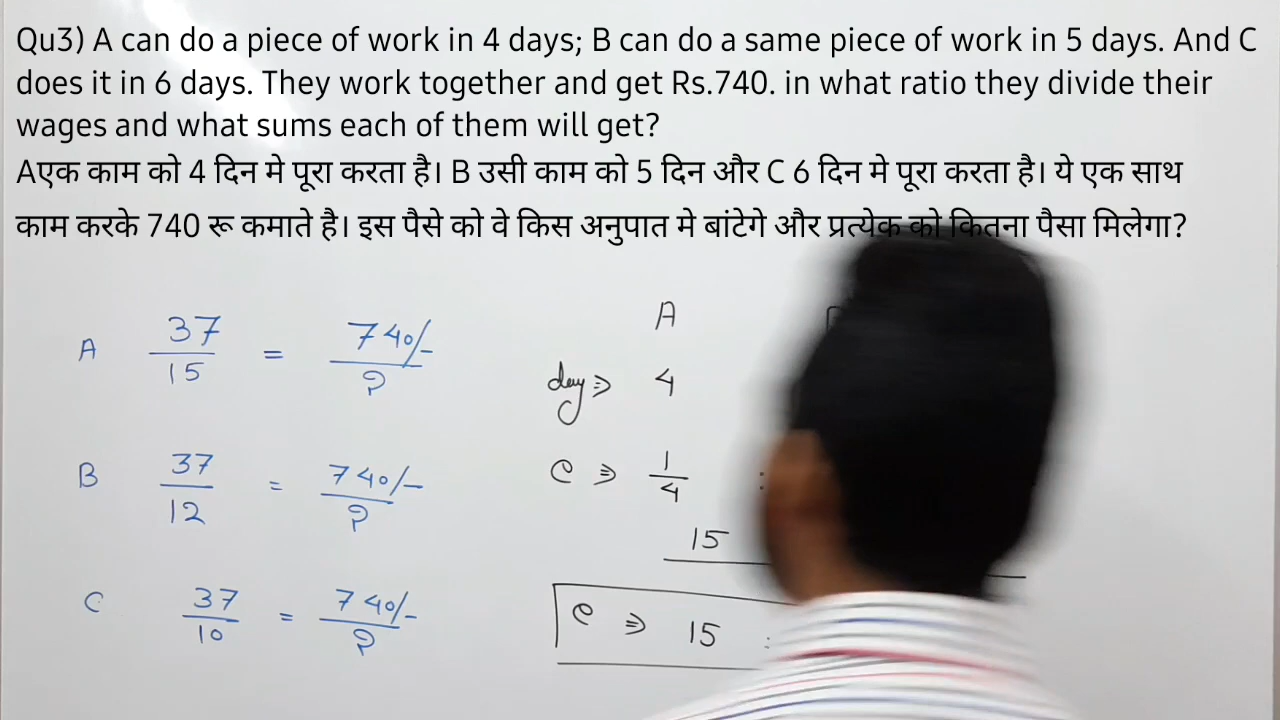 Qu3) A can do a piece of work in 4 days; B can do a same piece of work in 5 days. And C
does it in 6 days. They work together and get Rs.740. in what ratio they divide their
wages and what sums each of them will get?
Aएक काम को 4 दिन मे पूरा करता है। B उसी काम को 5 दिन और C 6 दिन मे पूरा करता है। ये एक साथ
काम करके 740 रू कमाते है। इस पैसे को वे किस अनुपात मे बांटेगे और प्रत्येक को कितना पैसा मिलेगा?
A 37/15 = 740/-/?
B 37/12 = 740/-/?
C 37/10 = 740/-/?
A
day ⇒ 4
e ⇒ 1/4 :
15
e ⇒ 15 :